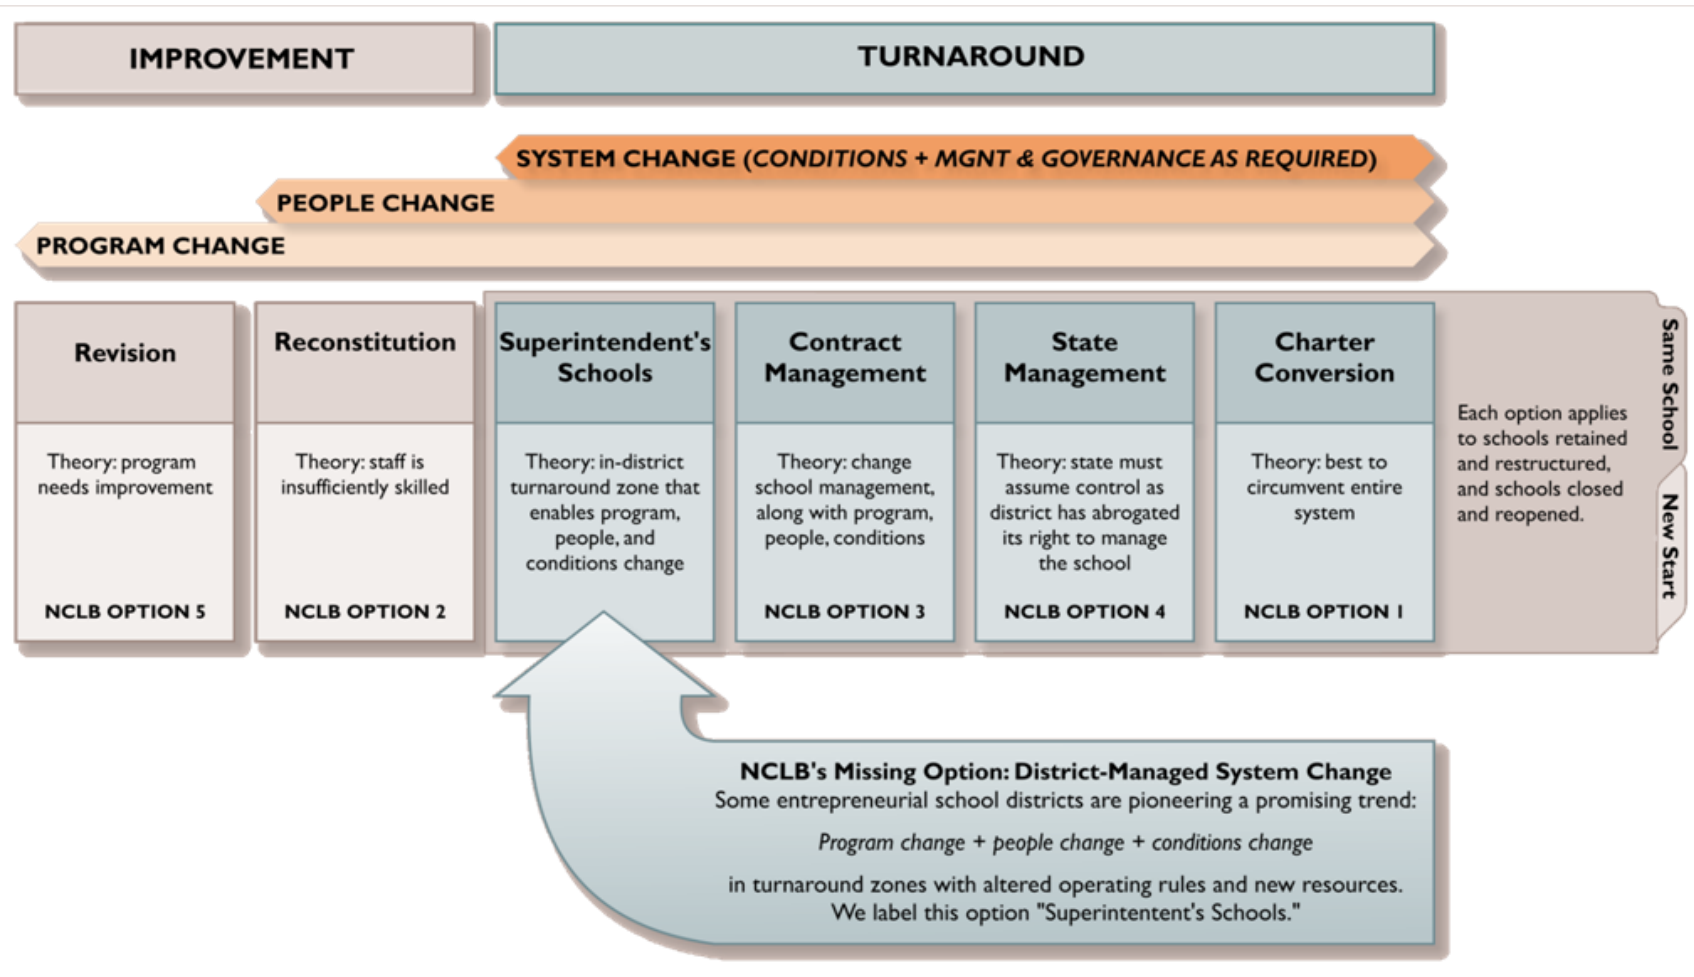 IMPROVEMENT
TURNAROUND
SYSTEM CHANGE (CONDITIONS + MGNT & GOVERNANCE AS REQUIRED)
PEOPLE CHANGE
PROGRAM CHANGE
Revision
Theory: program
needs improvement
NCLB OPTION 5
Reconstitution
Theory: staff is
insufficiently skilled
NCLB OPTION 2
Superintendent's
Schools
Theory: in-district
turnaround zone that
enables program,
people, and
conditions change
Contract
Management
Theory: change
school management,
along with program,
people, conditions
NCLB OPTION 3
State
Management
Theory: state must
assume control as
district has abrogated
its right to manage
the school
NCLB OPTION 4
Charter
Conversion
Theory: best to
circumvent entire
system
NCLB OPTION 1
Each option applies
to schools retained
and restructured,
and schools closed
and reopened.
Same School
New Start
NCLB's Missing Option: District-Managed System Change
Some entrepreneurial school districts are pioneering a promising trend:
Program change + people change + conditions change
in turnaround zones with altered operating rules and new resources.
We label this option "Superintentent's Schools."